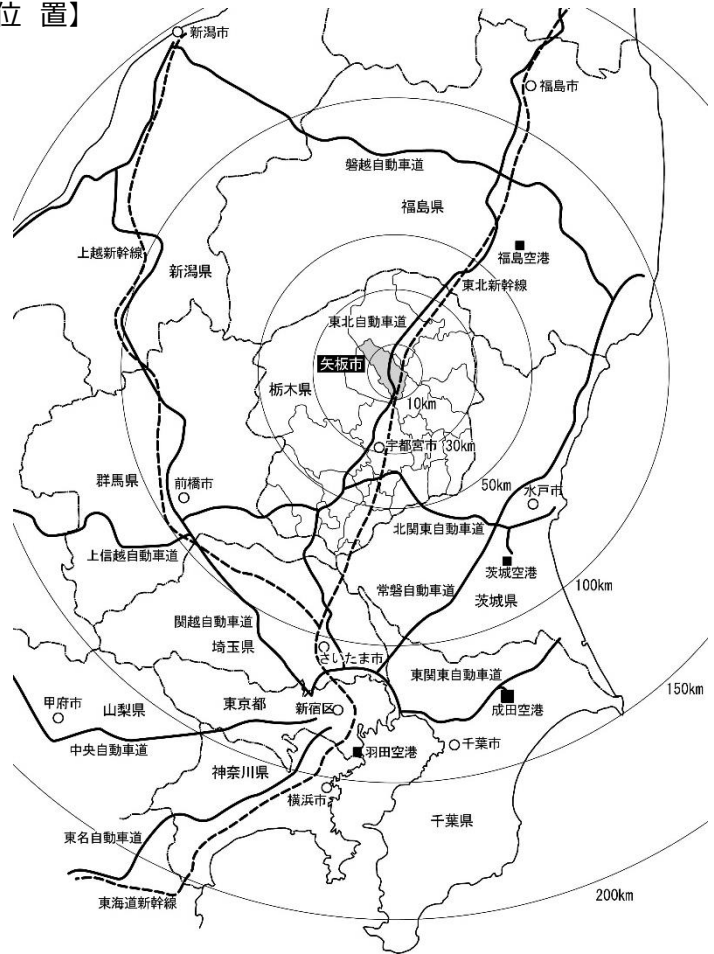 位 置】
新潟市
福島市
磐越自動車道
福島県
福島空港
上越新幹線
新潟県
東北新幹線
東北自動車道
矢板市
栃木県
10km
宇都宮市
30km
群馬県
前橋市
50km
水戸市
北関東自動車道
上信越自動車道
茨城空港
100km
常磐自動車道
茨城県
関越自動車道
埼玉県
さいたま市
東関東自動車道
150km
甲府市
山梨県
東京都
新宿区
成田空港
中央自動車道
羽田空港
千葉市
神奈川県
横浜市
千葉県
東名自動車道
200km
東海道新幹線